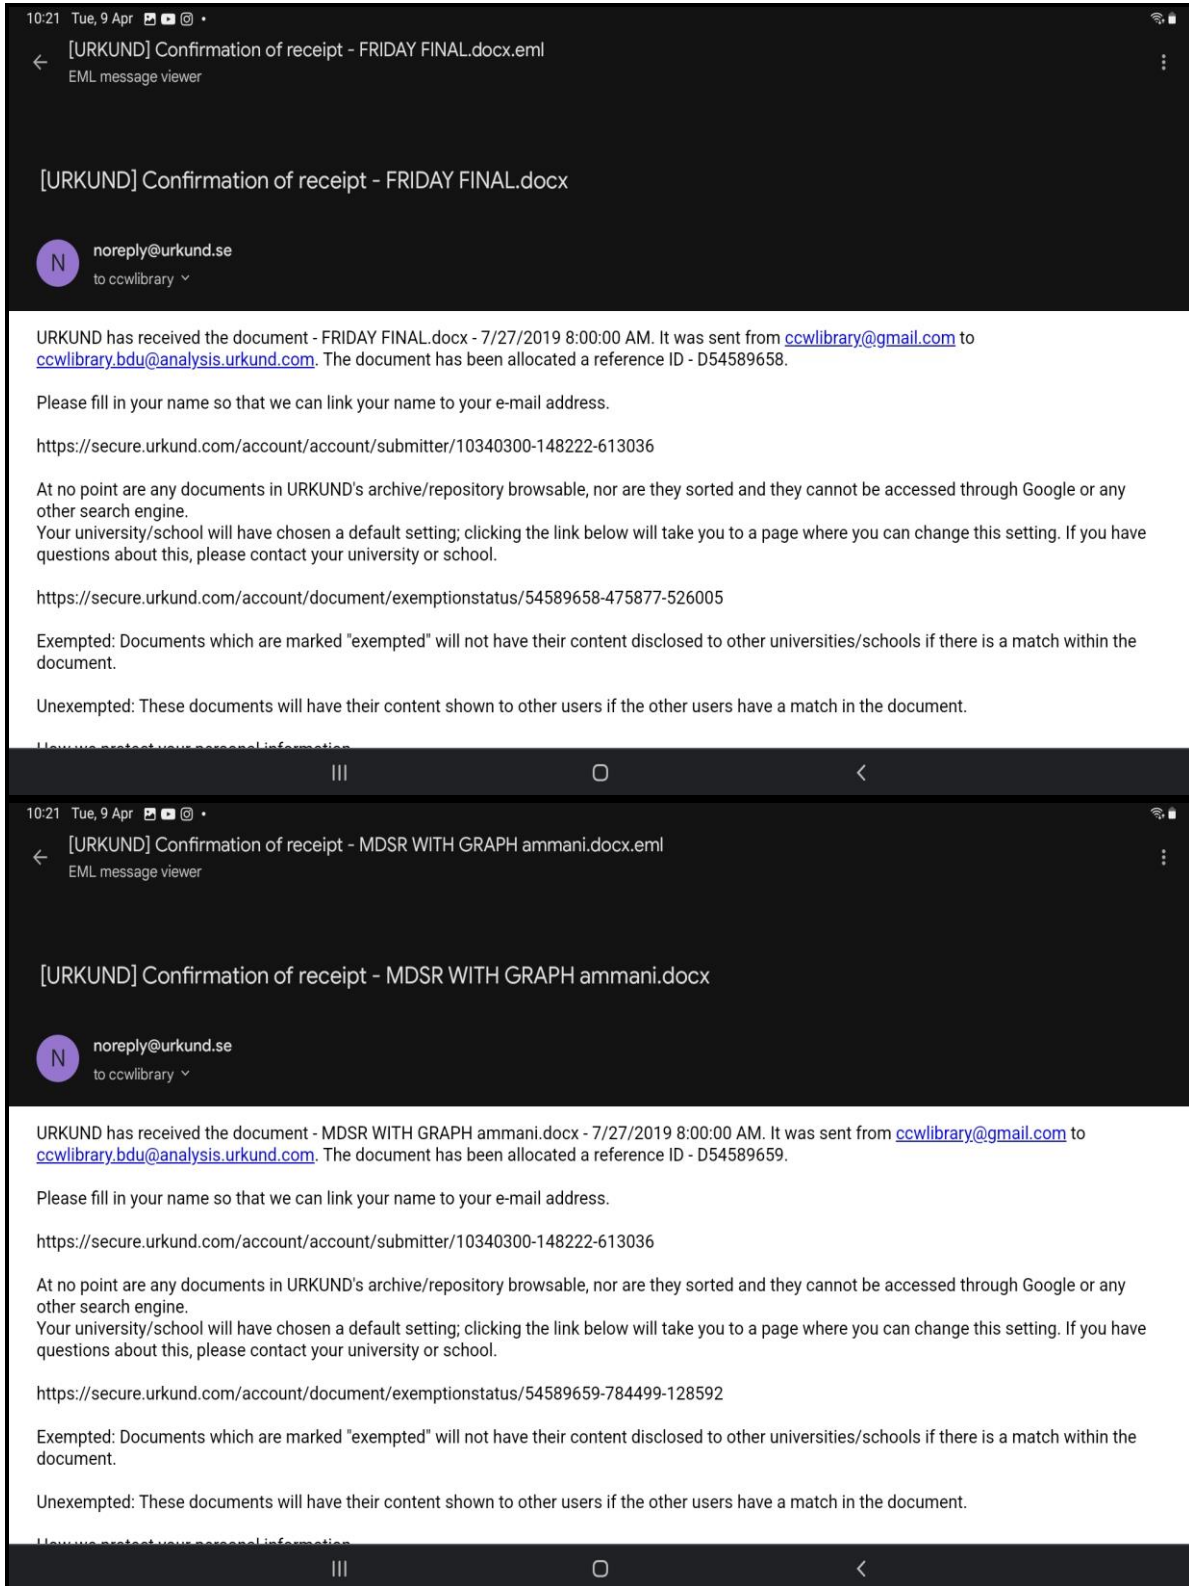 10:21 Tue, 9 Apr
[URKUND] Confirmation of receipt - FRIDAY FINAL.docx.eml
EML message viewer
[URKUND] Confirmation of receipt - FRIDAY FINAL.docx
N
noreply@urkund.se
to ccwlibrary
URKUND has received the document - FRIDAY FINAL.docx - 7/27/2019 8:00:00 AM. It was sent from ccwlibrary@gmail.com to
ccwlibrary.bdu@analysis.urkund.com. The document has been allocated a reference ID - D54589658.
Please fill in your name so that we can link your name to your e-mail address.
https://secure.urkund.com/account/account/submitter/10340300-148222-613036
At no point are any documents in URKUND's archive/repository browsable, nor are they sorted and they cannot be accessed through Google or any
other search engine.
Your university/school will have chosen a default setting; clicking the link below will take you to a page where you can change this setting. If you have
questions about this, please contact your university or school.
https://secure.urkund.com/account/document/exemptionstatus/54589658-475877-526005
Exempted: Documents which are marked "exempted" will not have their content disclosed to other universities/schools if there is a match within the
document.
Unexempted: These documents will have their content shown to other users if the other users have a match in the document.
How we protect your personal information
10:21 Tue, 9 Apr
[URKUND] Confirmation of receipt - MDSR WITH GRAPH ammani.docx.eml
EML message viewer
[URKUND] Confirmation of receipt - MDSR WITH GRAPH ammani.docx
N
noreply@urkund.se
to ccwlibrary
URKUND has received the document - MDSR WITH GRAPH ammani.docx - 7/27/2019 8:00:00 AM. It was sent from ccwlibrary@gmail.com to
ccwlibrary.bdu@analysis.urkund.com. The document has been allocated a reference ID - D54589659.
Please fill in your name so that we can link your name to your e-mail address.
https://secure.urkund.com/account/account/submitter/10340300-148222-613036
At no point are any documents in URKUND's archive/repository browsable, nor are they sorted and they cannot be accessed through Google or any
other search engine.
Your university/school will have chosen a default setting; clicking the link below will take you to a page where you can change this setting. If you have
questions about this, please contact your university or school.
https://secure.urkund.com/account/document/exemptionstatus/54589659-784499-128592
Exempted: Documents which are marked "exempted" will not have their content disclosed to other universities/schools if there is a match within the
document.
Unexempted: These documents will have their content shown to other users if the other users have a match in the document.
How we protect your personal information